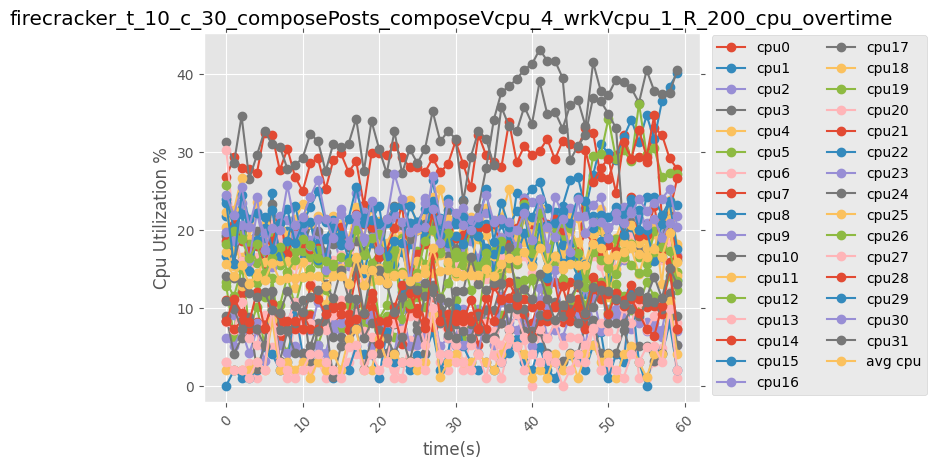 firecracker_t_10_c_30_composePosts_composeVcpu_4_wrkVcpu_1_R_200_cpu_overtime
Cpu Utilization %
40
30
20
10
0
0
10
20
30
40
50
60
time(s)
cpu0
cpu1
cpu2
cpu3
cpu4
cpu5
cpu6
cpu7
cpu8
cpu9
cpu10
cpu11
cpu12
cpu13
cpu14
cpu15
cpu16
cpu17
cpu18
cpu19
cpu20
cpu21
cpu22
cpu23
cpu24
cpu25
cpu26
cpu27
cpu28
cpu29
cpu30
cpu31
avg cpu